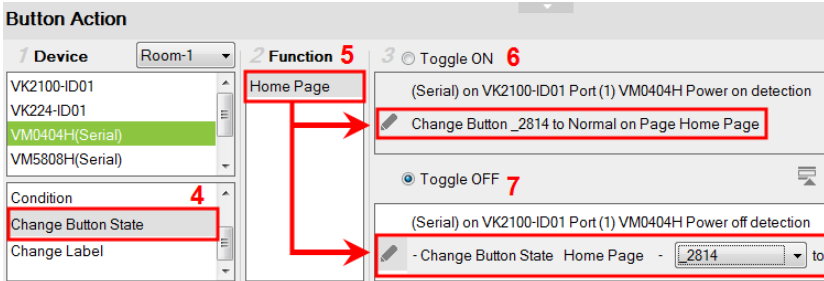 Button Action
1 Device Room-1 2 Function 5 3 Toggle ON 6
VK2100-ID01
VK224-ID01
VM0404H(Serial)
VM5808H(Serial)
Home Page
(Serial) on VK2100-ID01 Port (1) VM0404H Power on detection
Change Button _2814 to Normal on Page Home Page
Condition 4
Change Button State
Change Label
Toggle OFF 7
(Serial) on VK2100-ID01 Port (1) VM0404H Power off detection
- Change Button State Home Page - _2814 to